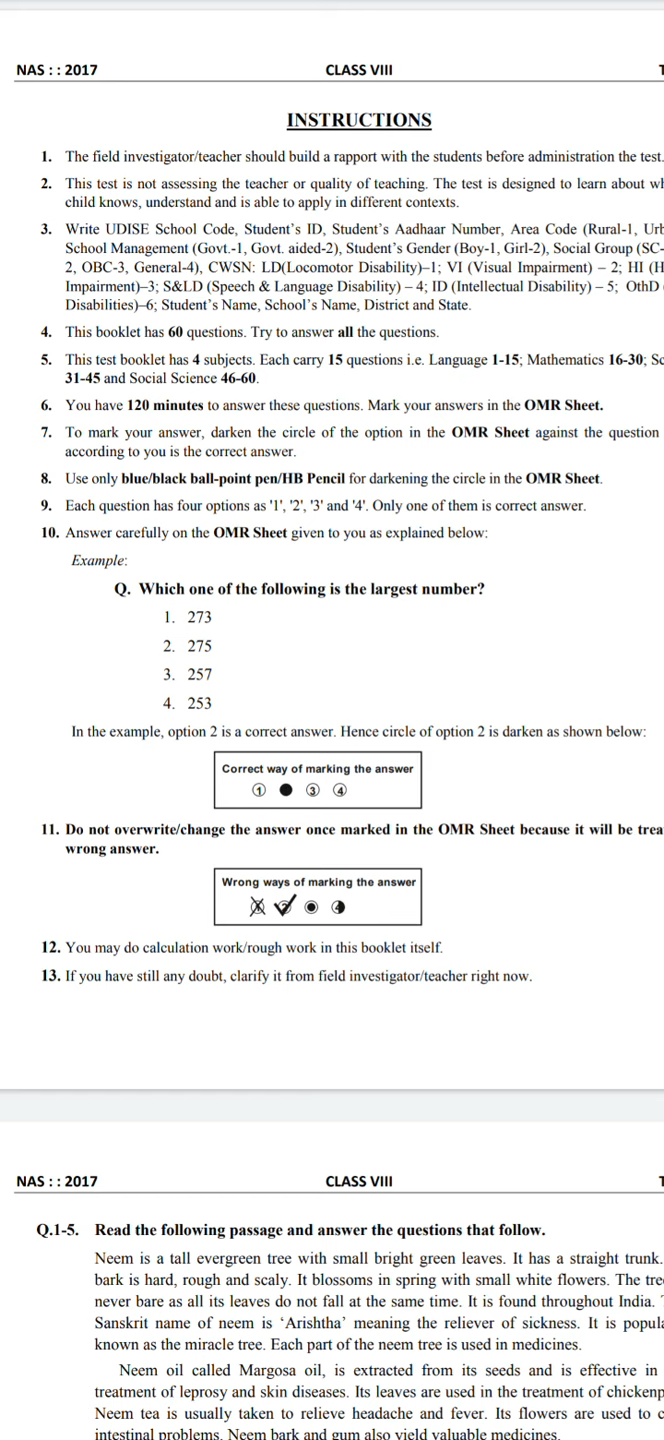 NAS : : 2017 CLASS VIII
INSTRUCTIONS
1. The field investigator/teacher should build a rapport with the students before administration the test.
2. This test is not assessing the teacher or quality of teaching. The test is designed to learn about
child knows, understand and is able to apply in different contexts.
3. Write UDISE School Code, Student's ID, Student's Aadhaar Number, Area Code (Rural-1,
School Management (Govt.-1, Govt. aided-2), Student's Gender (Boy-1, Girl-2), Social Group (SC-
2, OBC-3, General-4), CWSN: LD(Locomotor Disability)–1; VI (Visual Impairment) – 2; HI
Impairment)–3; S&LD (Speech & Language Disability) – 4; ID (Intellectual Disability) – 5; OthD
Disabilities)–6; Student's Name, School's Name, District and State.
4. This booklet has 60 questions. Try to answer all the questions.
5. This test booklet has 4 subjects. Each carry 15 questions i.e. Language 1-15; Mathematics 16-30;
31-45 and Social Science 46-60.
6. You have 120 minutes to answer these questions. Mark your answers in the OMR Sheet.
7. To mark your answer, darken the circle of the option in the OMR Sheet against the question
according to you is the correct answer.
8. Use only blue/black ball-point pen/HB Pencil for darkening the circle in the OMR Sheet.
9. Each question has four options as '1', '2', '3' and '4'. Only one of them is correct answer.
10. Answer carefully on the OMR Sheet given to you as explained below:
Example:
Q. Which one of the following is the largest number?
1. 273
2. 275
3. 257
4. 253
In the example, option 2 is a correct answer. Hence circle of option 2 is darken as shown below:
Correct way of marking the answer
① ● ③ ④
11. Do not overwrite/change the answer once marked in the OMR Sheet because it will be
wrong answer.
Wrong ways of marking the answer
12. You may do calculation work/rough work in this booklet itself.
13. If you have still any doubt, clarify it from field investigator/teacher right now.
NAS : : 2017 CLASS VIII
Q.1-5. Read the following passage and answer the questions that follow.
Neem is a tall evergreen tree with small bright green leaves. It has a straight trunk.
bark is hard, rough and scaly. It blossoms in spring with small white flowers. The
never bare as all its leaves do not fall at the same time. It is found throughout India.
Sanskrit name of neem is ‘Arishtha’ meaning the reliever of sickness. It is
known as the miracle tree. Each part of the neem tree is used in medicines.
Neem oil called Margosa oil, is extracted from its seeds and is effective in
treatment of leprosy and skin diseases. Its leaves are used in the treatment of
Neem tea is usually taken to relieve headache and fever. Its flowers are used to
intestinal problems. Neem bark and gum also yield valuable medicines.